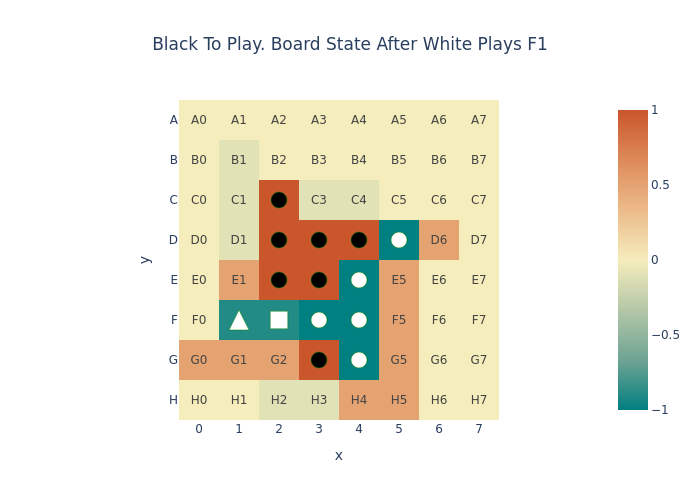 Black To Play. Board State After White Plays F1
A A0 A1 A2 A3 A4 A5 A6 A7
B B0 B1 B2 B3 B4 B5 B6 B7
C C0 C1 C3 C4 C5 C6 C7
D D0 D1 D6 D7
E E0 E1 E5 E6 E7
F F0 F5 F6 F7
G G0 G1 G2 G5 G6 G7
H H0 H1 H2 H3 H4 H5 H6 H7
0 1 2 3 4 5 6 7
x
y
1
0.5
0
−0.5
−1